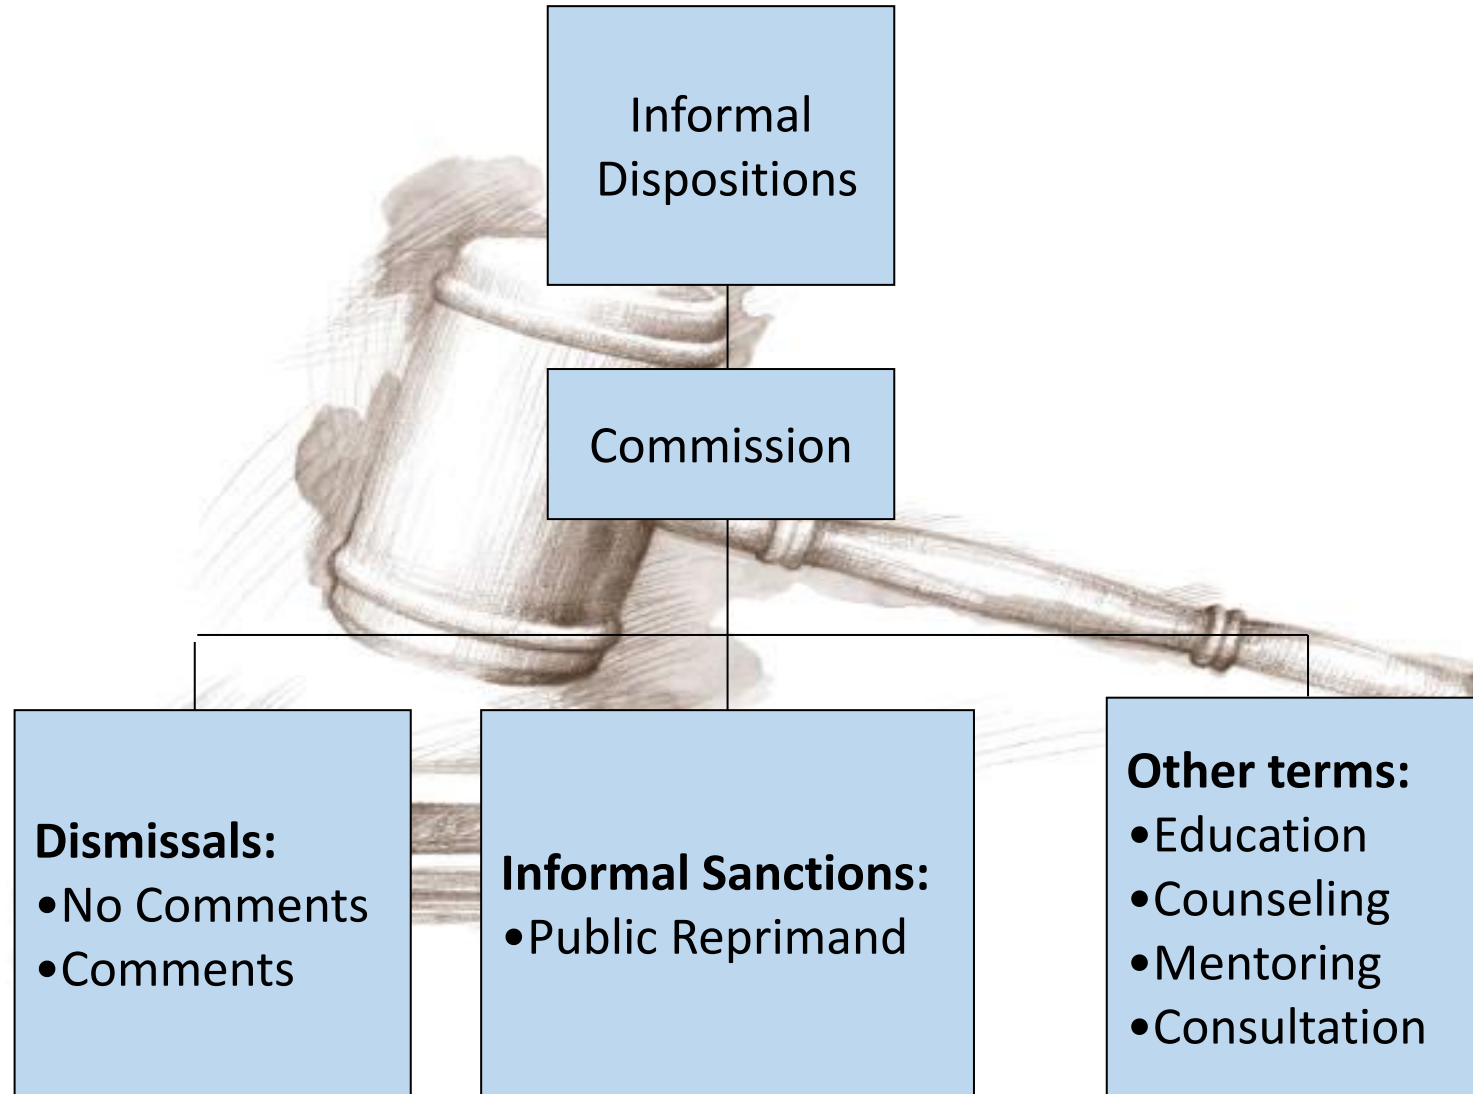 Informal
Dispositions
Commission
Dismissals:
•No Comments
•Comments
Informal Sanctions:
•Public Reprimand
Other terms:
•Education
•Counseling
•Mentoring
•Consultation